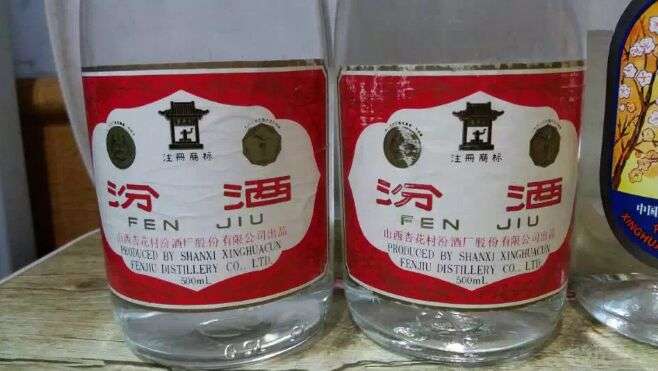 注册商标
汾 酒
FEN JIU
山西杏花村汾酒厂股份有限公司出品
PRODUCED BY SHANXI XINGHUACUN
FENJIU DISTILLERY CO., LTD.
500mL
注册商标
汾 酒
FEN JIU
山西杏花村汾酒厂股份有限公司出品
PRODUCED BY SHANXI XINGHUACUN
FENJIU DISTILLERY CO., LTD.
500mL
中国
XINGHU